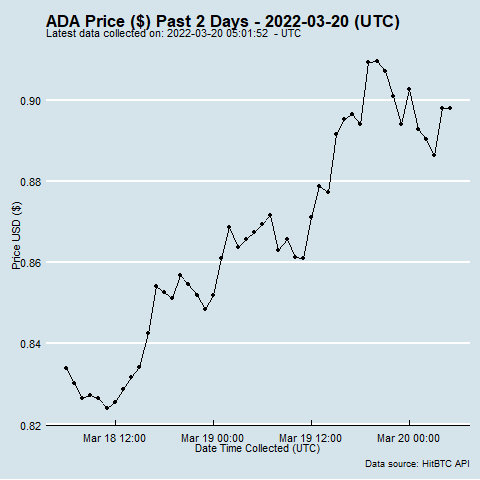 ADA Price ($) Past 2 Days - 2022-03-20 (UTC)
Latest data collected on: 2022-03-20 05:01:52 - UTC
Price USD ($)
0.90
0.88
0.86
0.84
0.82
Mar 18 12:00 Mar 19 00:00 Mar 19 12:00 Mar 20 00:00
Date Time Collected (UTC)
Data source: HitBTC API